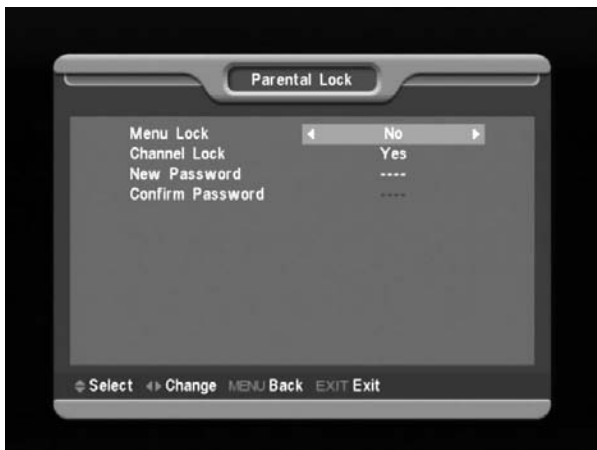 Parental Lock
Menu Lock No
Channel Lock Yes
New Password ----
Confirm Password ----
Select Change MENU Back EXIT Exit